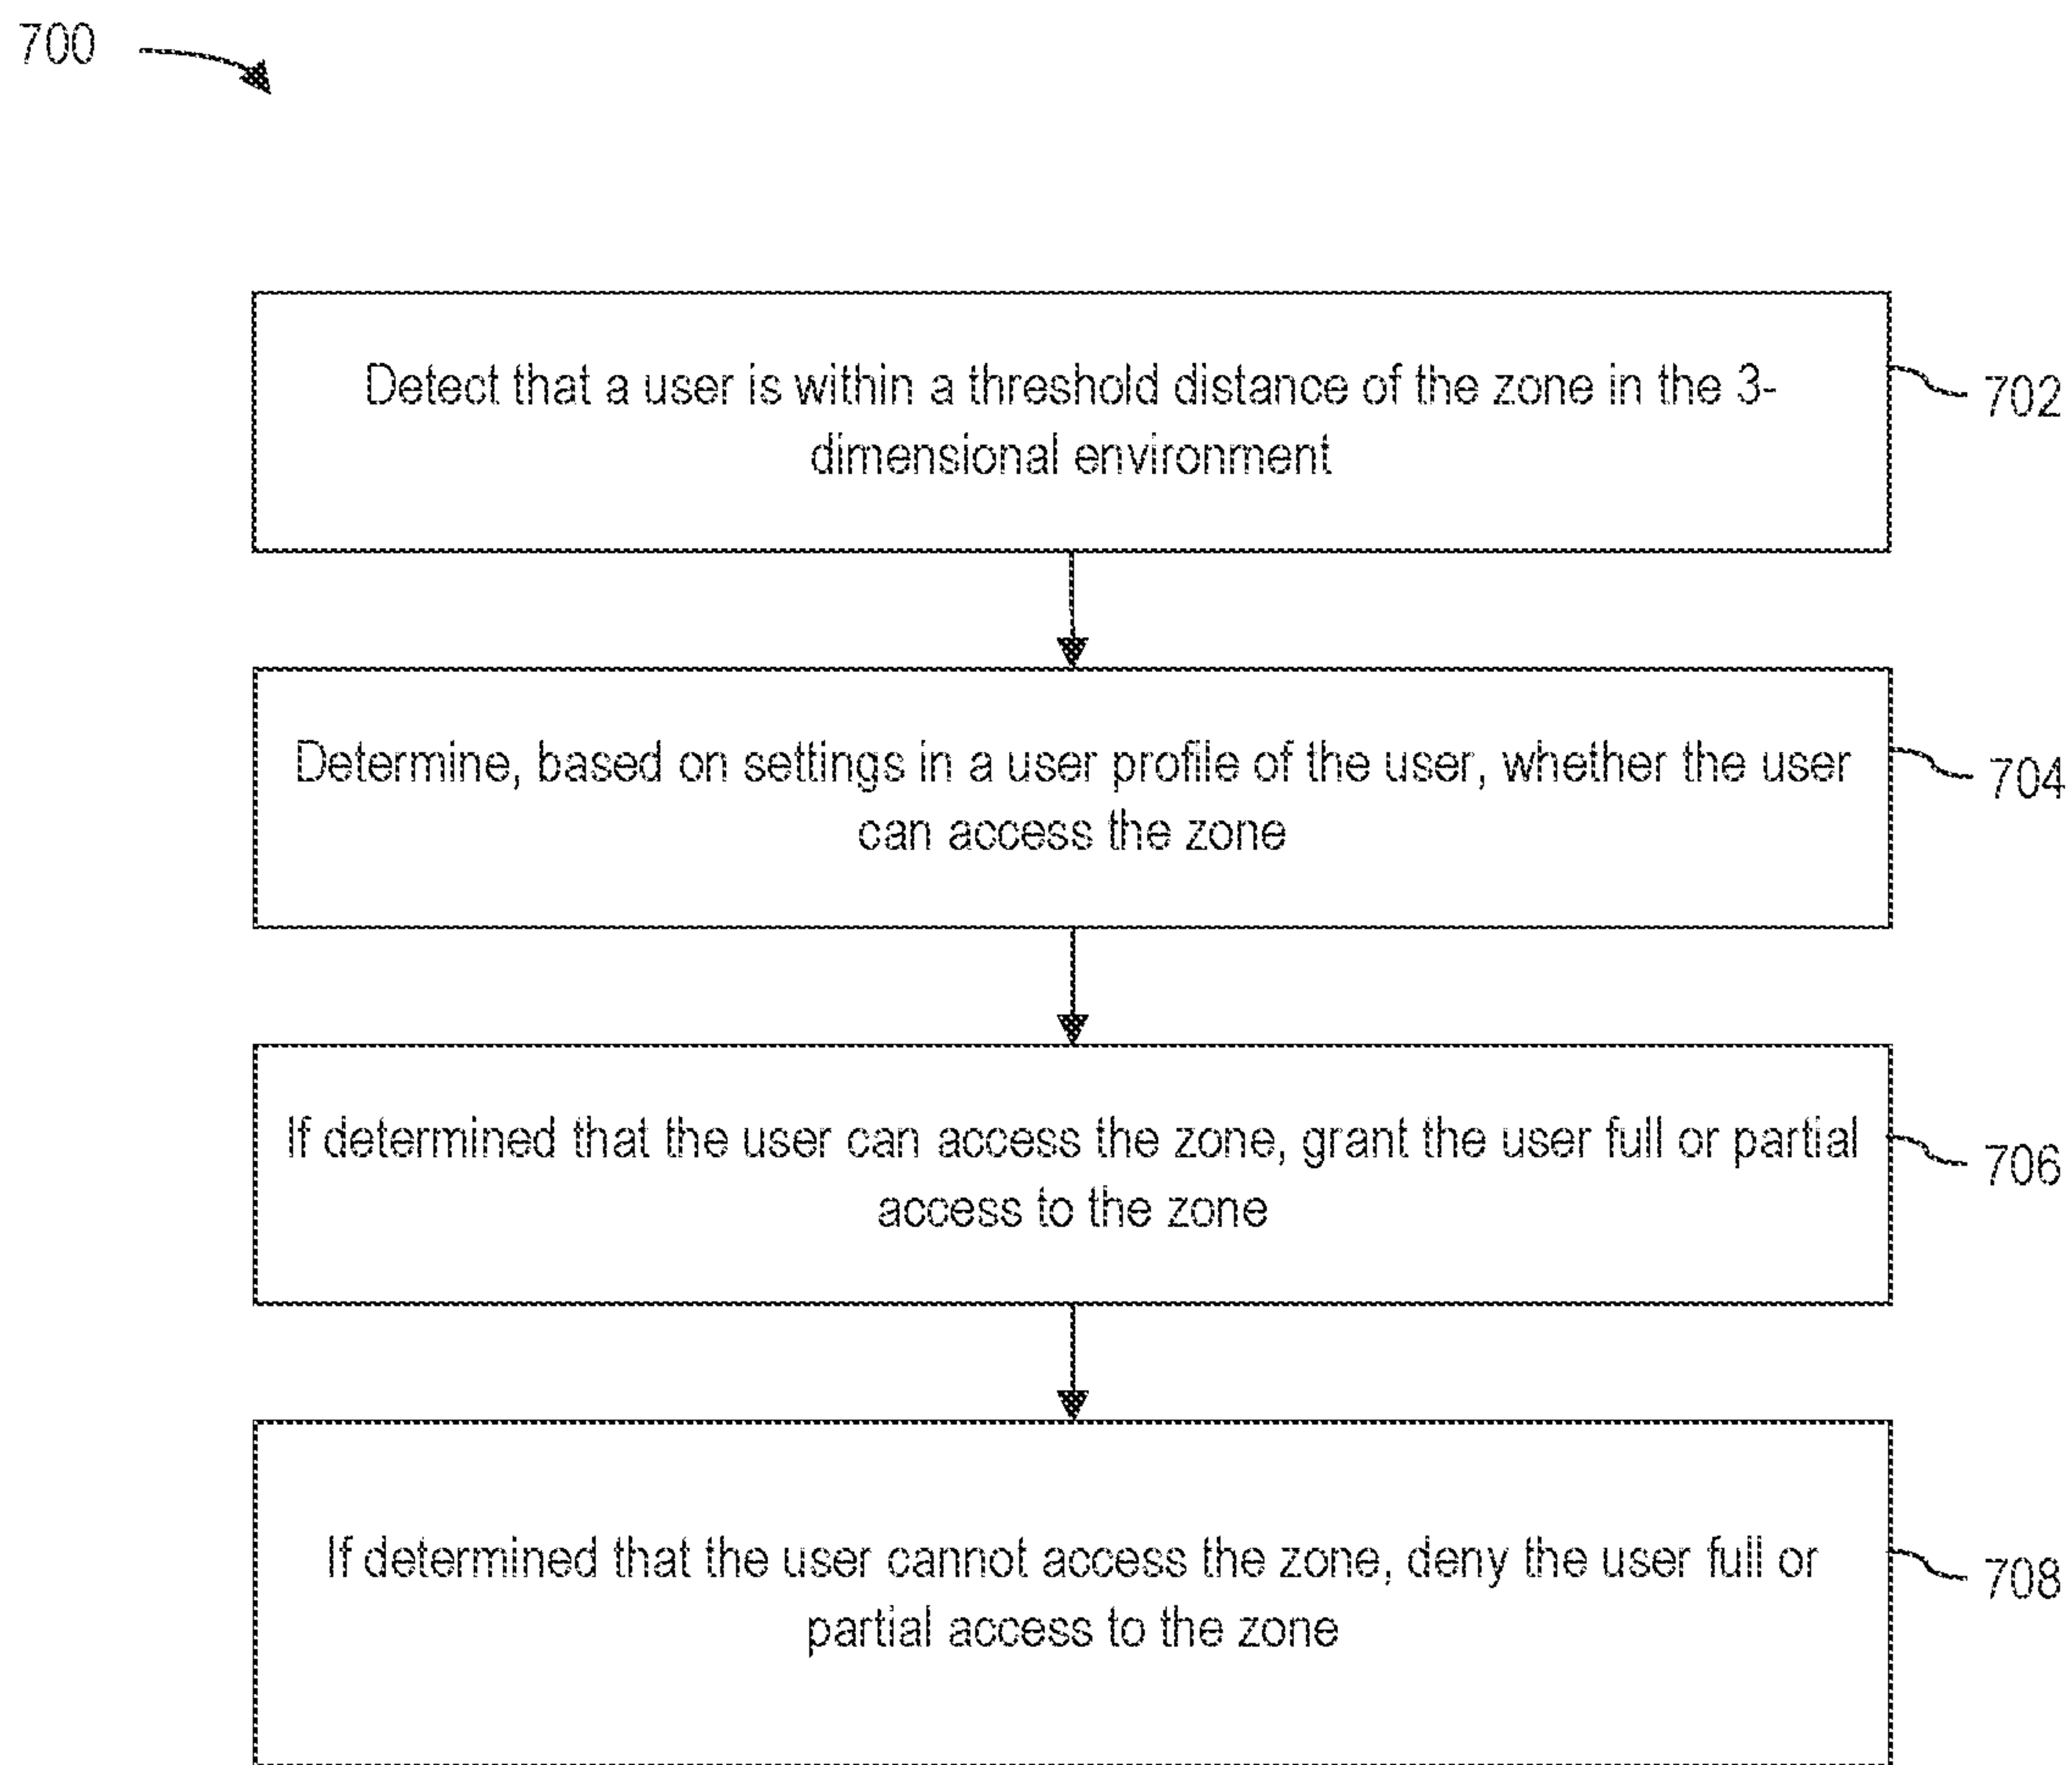 700
Detect that a user is within a threshold distance of the zone in the 3-
dimensional environment
702
Determine, based on settings in a user profile of the user, whether the user
can access the zone
704
If determined that the user can access the zone, grant the user full or partial
access to the zone
706
If determined that the user cannot access the zone, deny the user full or
partial access to the zone
708